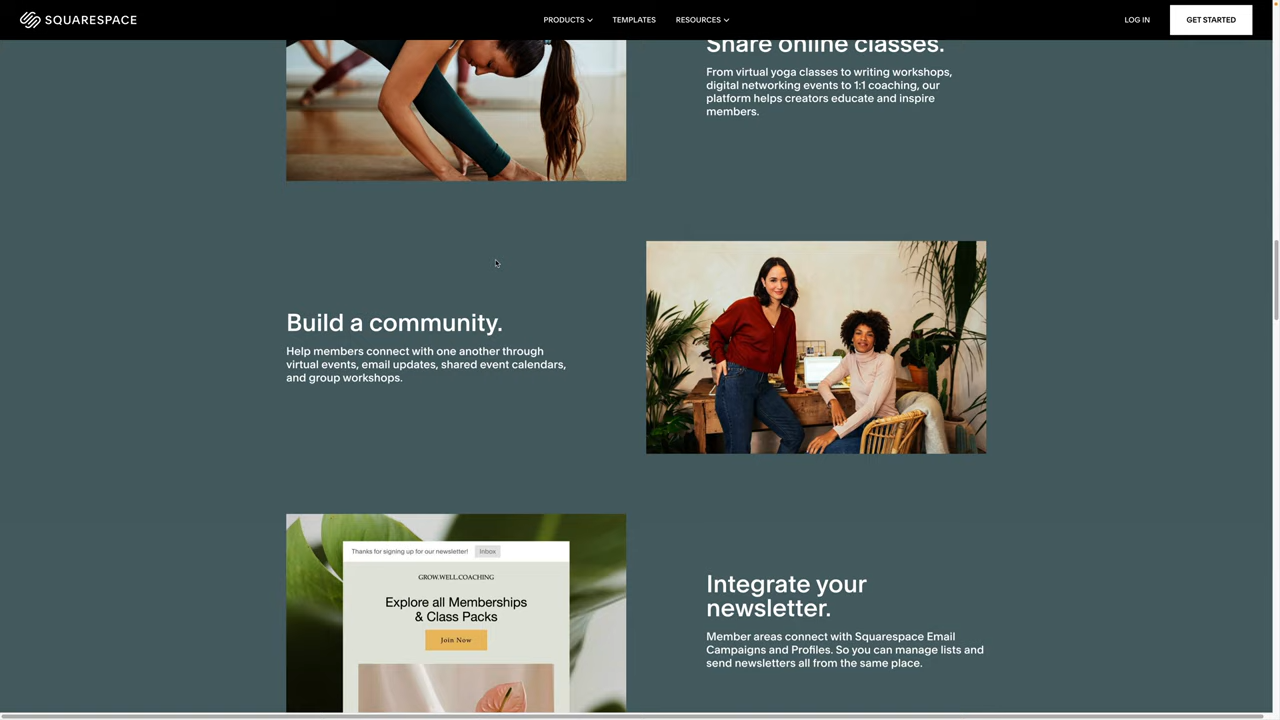 SQUARESPACE
PRODUCTS
TEMPLATES
RESOURCES
LOG IN
GET STARTED
Share online classes.
From virtual yoga classes to writing workshops,
digital networking events to 1:1 coaching, our
platform helps creators educate and inspire
members.
Build a community.
Help members connect with one another through
virtual events, email updates, shared event calendars,
and group workshops.
Thanks for signing up for our newsletter! Inbox
GROW.WELL.COACHING
Explore all Memberships
& Class Packs
Join Now
Integrate your
newsletter.
Member areas connect with Squarespace Email
Campaigns and Profiles. So you can manage lists and
send newsletters all from the same place.